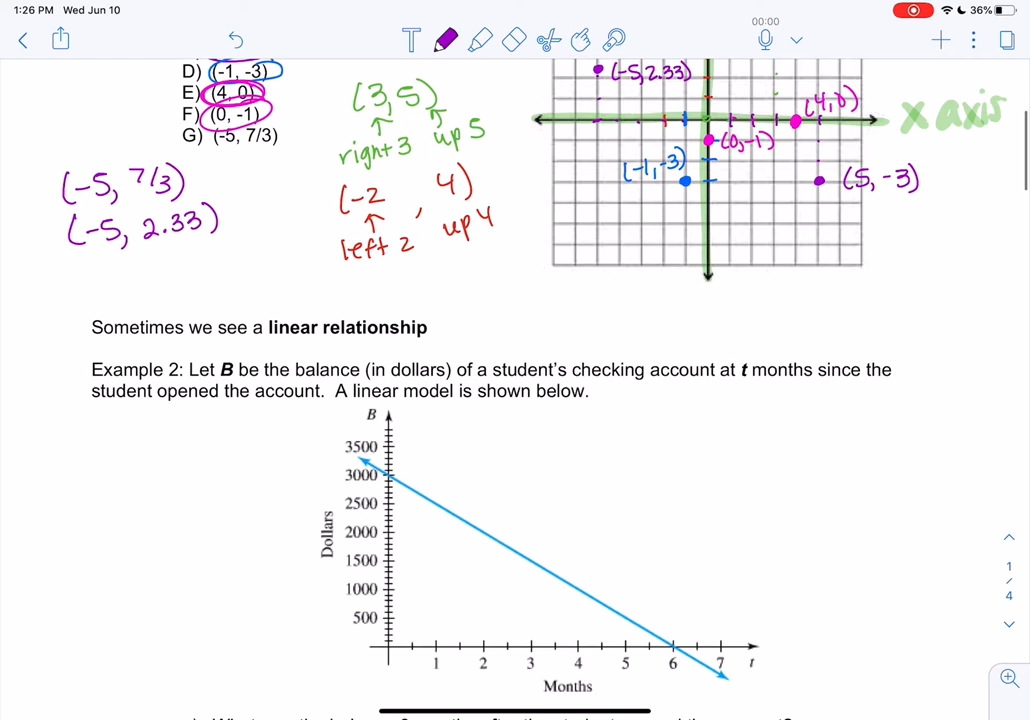 1:26 PM Wed Jun 10
36%
00:00
D) (-1, -3)
E) (4, 0)
F) (0, -1)
G) (-5, 7/3)
(-5, 7/3)
(-5, 2.33)
(3, 5)
right 3 up 5
(-2, 4)
left 2 up 4
(-5, 2.33)
(4, 0)
x axis
(0, -1)
(-1, -3)
(5, -3)
Sometimes we see a linear relationship
Example 2: Let B be the balance (in dollars) of a student's checking account at t months since the
student opened the account. A linear model is shown below.
B
3500
3000
2500
2000
1500
1000
500
Dollars
1 2 3 4 5 6 7 t
Months
1
/
4